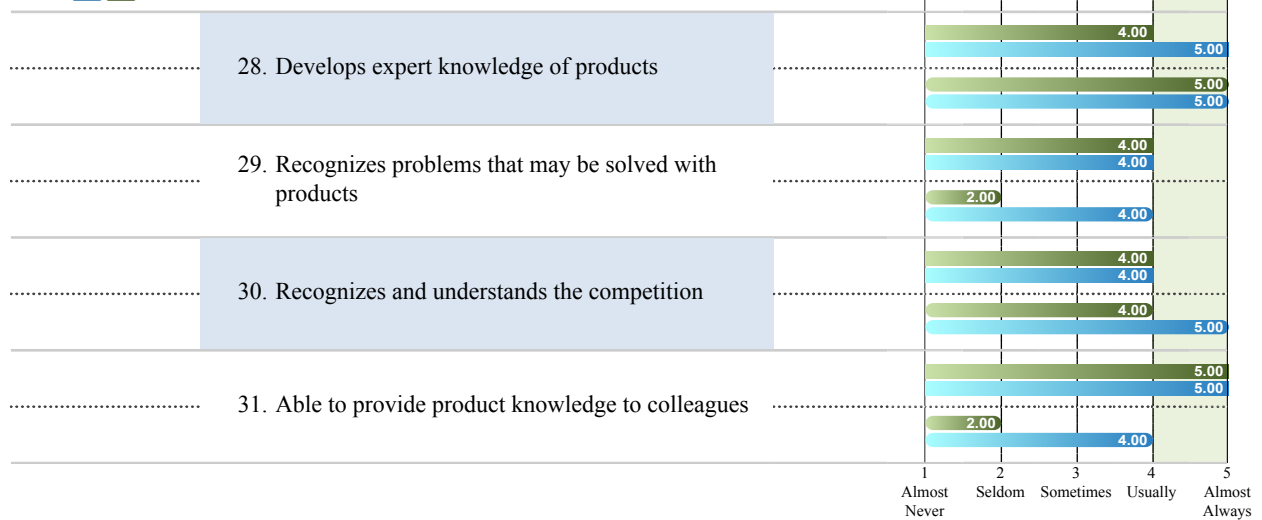 4.00
28. Develops expert knowledge of products
5.00
5.00
5.00
4.00
29. Recognizes problems that may be solved with
products
4.00
2.00
4.00
4.00
30. Recognizes and understands the competition
4.00
4.00
5.00
5.00
31. Able to provide product knowledge to colleagues
5.00
2.00
4.00
1 2 3 4 5
Almost Seldom Sometimes Usually Almost
Never Always